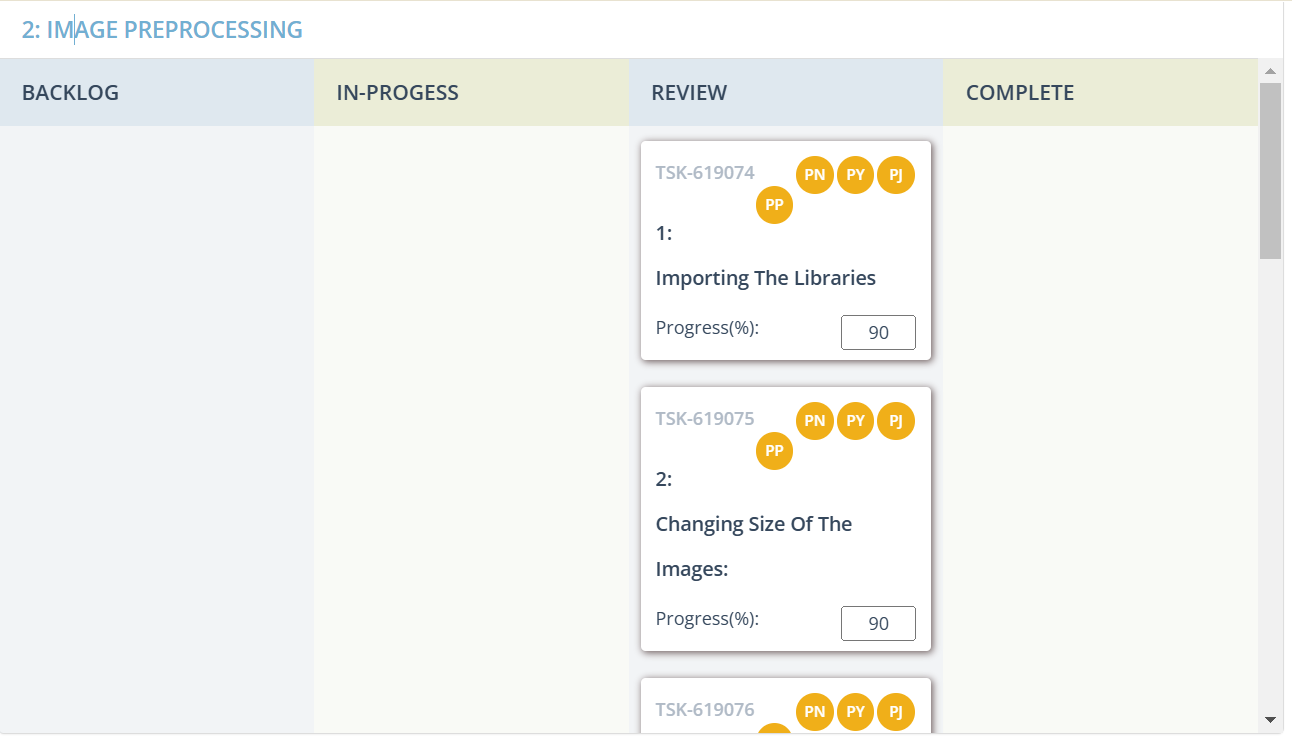 2: IMAGE PREPROCESSING
BACKLOG IN-PROGESS REVIEW COMPLETE
TSK-619074 PN PY PJ
PP
1:
Importing The Libraries
Progress(%): 90
TSK-619075 PN PY PJ
PP
2:
Changing Size Of The
Images:
Progress(%): 90
TSK-619076 PN PY PJ